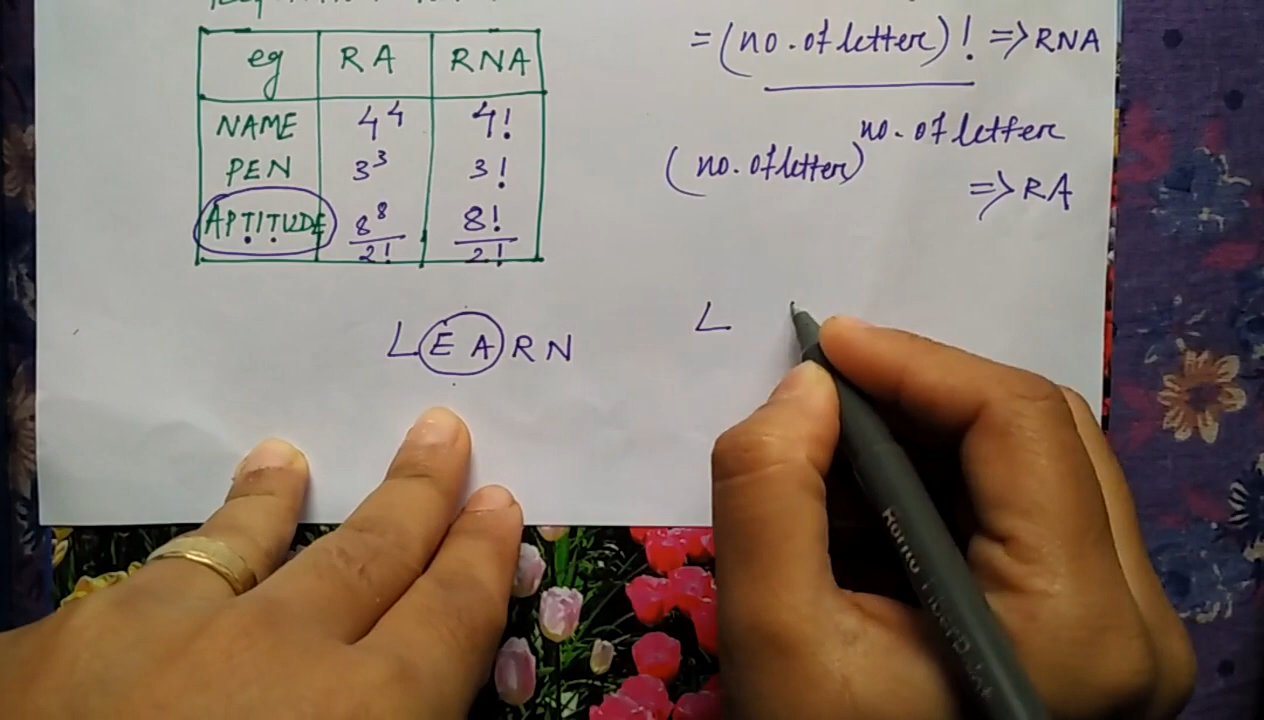 eg RA RNA
NAME 4⁴ 4!
PEN 3³ 3!
APTITUDE 8⁸/2! 8!/2!
= (no. of letter)! => RNA
(no. of letter) no. of letter
=> RA
LEARN
L